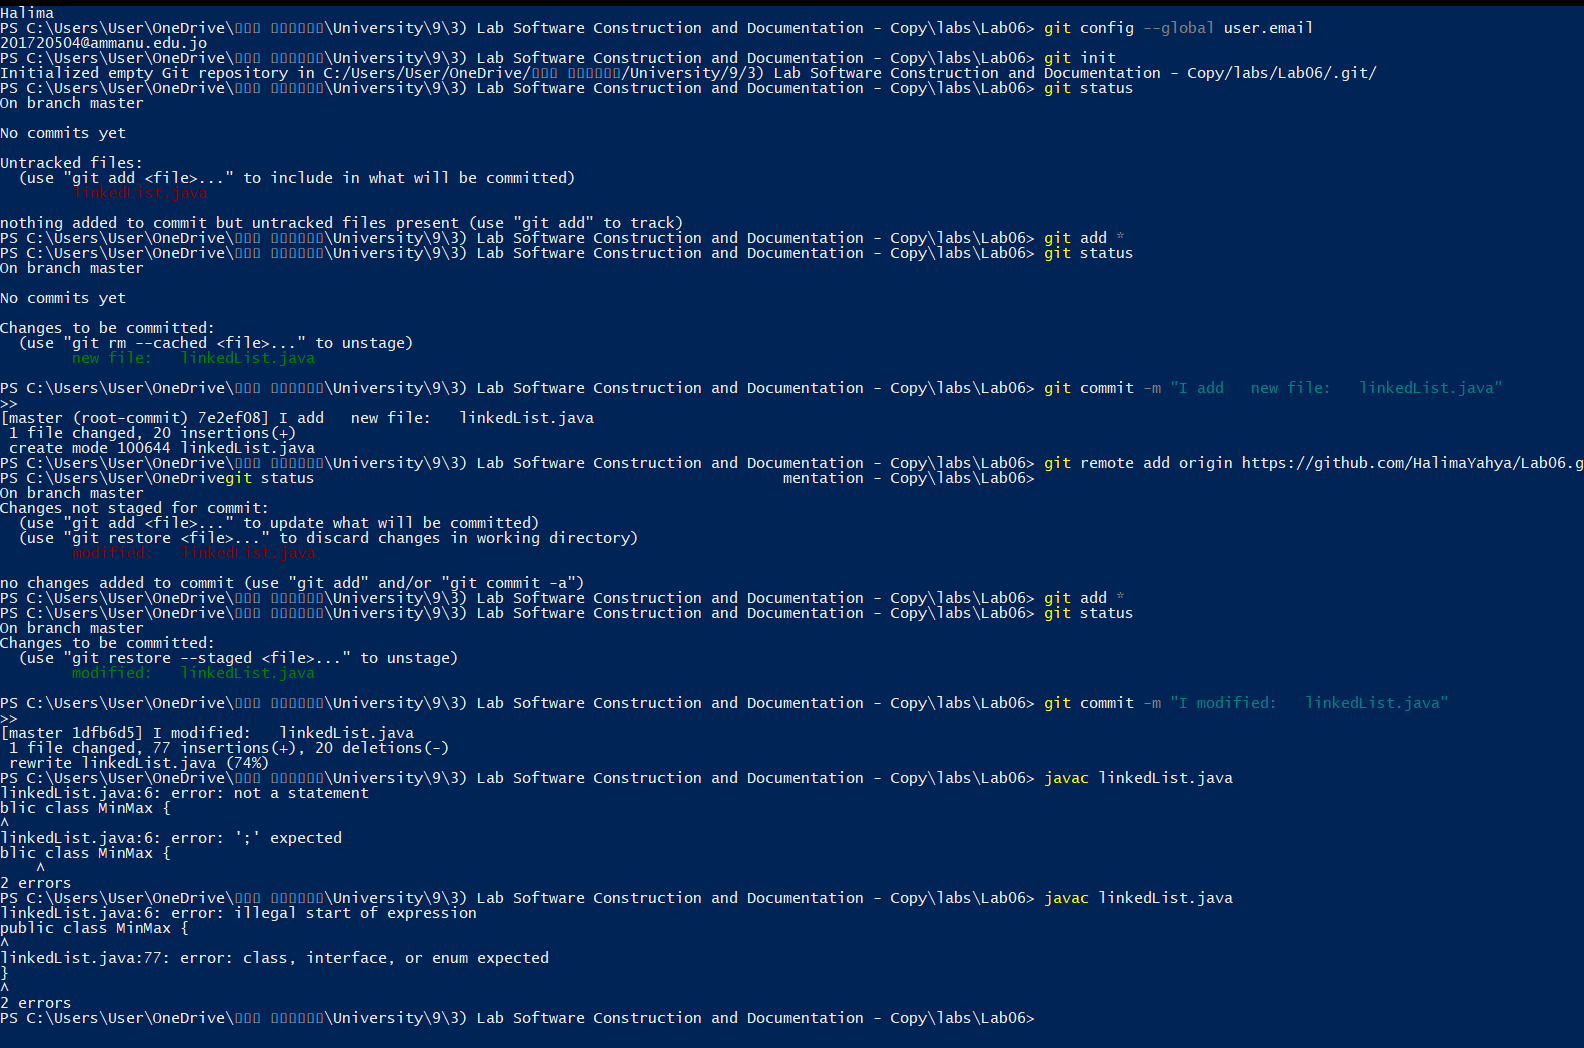 Halima
PS C:\Users\User\OneDrive\▯▯▯ ▯▯▯▯▯▯\University\9\3) Lab Software Construction and Documentation - Copy\labs\Lab06> git config --global user.email
201720504@ammanu.edu.jo
PS C:\Users\User\OneDrive\▯▯▯ ▯▯▯▯▯▯\University\9\3) Lab Software Construction and Documentation - Copy\labs\Lab06> git init
Initialized empty Git repository in C:/Users/User/OneDrive/▯▯▯ ▯▯▯▯▯▯/University/9/3) Lab Software Construction and Documentation - Copy/labs/Lab06/.git/
PS C:\Users\User\OneDrive\▯▯▯ ▯▯▯▯▯▯\University\9\3) Lab Software Construction and Documentation - Copy\labs\Lab06> git status
On branch master

No commits yet

Untracked files:
  (use "git add <file>..." to include in what will be committed)
        linkedList.java

nothing added to commit but untracked files present (use "git add" to track)
PS C:\Users\User\OneDrive\▯▯▯ ▯▯▯▯▯▯\University\9\3) Lab Software Construction and Documentation - Copy\labs\Lab06> git add *
PS C:\Users\User\OneDrive\▯▯▯ ▯▯▯▯▯▯\University\9\3) Lab Software Construction and Documentation - Copy\labs\Lab06> git status
On branch master

No commits yet

Changes to be committed:
  (use "git rm --cached <file>..." to unstage)
        new file:   linkedList.java

PS C:\Users\User\OneDrive\▯▯▯ ▯▯▯▯▯▯\University\9\3) Lab Software Construction and Documentation - Copy\labs\Lab06> git commit -m "I add   new file:   linkedList.java"
>>
[master (root-commit) 7e2ef08] I add   new file:   linkedList.java
 1 file changed, 20 insertions(+)
 create mode 100644 linkedList.java
PS C:\Users\User\OneDrive\▯▯▯ ▯▯▯▯▯▯\University\9\3) Lab Software Construction and Documentation - Copy\labs\Lab06> git remote add origin https://github.com/HalimaYahya/Lab06.g
PS C:\Users\User\OneDrivegit status                                                    mentation - Copy\labs\Lab06>
On branch master
Changes not staged for commit:
  (use "git add <file>..." to update what will be committed)
  (use "git restore <file>..." to discard changes in working directory)
        modified:   linkedList.java

no changes added to commit (use "git add" and/or "git commit -a")
PS C:\Users\User\OneDrive\▯▯▯ ▯▯▯▯▯▯\University\9\3) Lab Software Construction and Documentation - Copy\labs\Lab06> git add *
PS C:\Users\User\OneDrive\▯▯▯ ▯▯▯▯▯▯\University\9\3) Lab Software Construction and Documentation - Copy\labs\Lab06> git status
On branch master
Changes to be committed:
  (use "git restore --staged <file>..." to unstage)
        modified:   linkedList.java

PS C:\Users\User\OneDrive\▯▯▯ ▯▯▯▯▯▯\University\9\3) Lab Software Construction and Documentation - Copy\labs\Lab06> git commit -m "I modified:   linkedList.java"
>>
[master 1dfb6d5] I modified:   linkedList.java
 1 file changed, 77 insertions(+), 20 deletions(-)
 rewrite linkedList.java (74%)
PS C:\Users\User\OneDrive\▯▯▯ ▯▯▯▯▯▯\University\9\3) Lab Software Construction and Documentation - Copy\labs\Lab06> javac linkedList.java
linkedList.java:6: error: not a statement
blic class MinMax {
^
linkedList.java:6: error: ';' expected
blic class MinMax {
    ^
2 errors
PS C:\Users\User\OneDrive\▯▯▯ ▯▯▯▯▯▯\University\9\3) Lab Software Construction and Documentation - Copy\labs\Lab06> javac linkedList.java
linkedList.java:6: error: illegal start of expression
public class MinMax {
^
linkedList.java:77: error: class, interface, or enum expected
}
^
2 errors
PS C:\Users\User\OneDrive\▯▯▯ ▯▯▯▯▯▯\University\9\3) Lab Software Construction and Documentation - Copy\labs\Lab06>